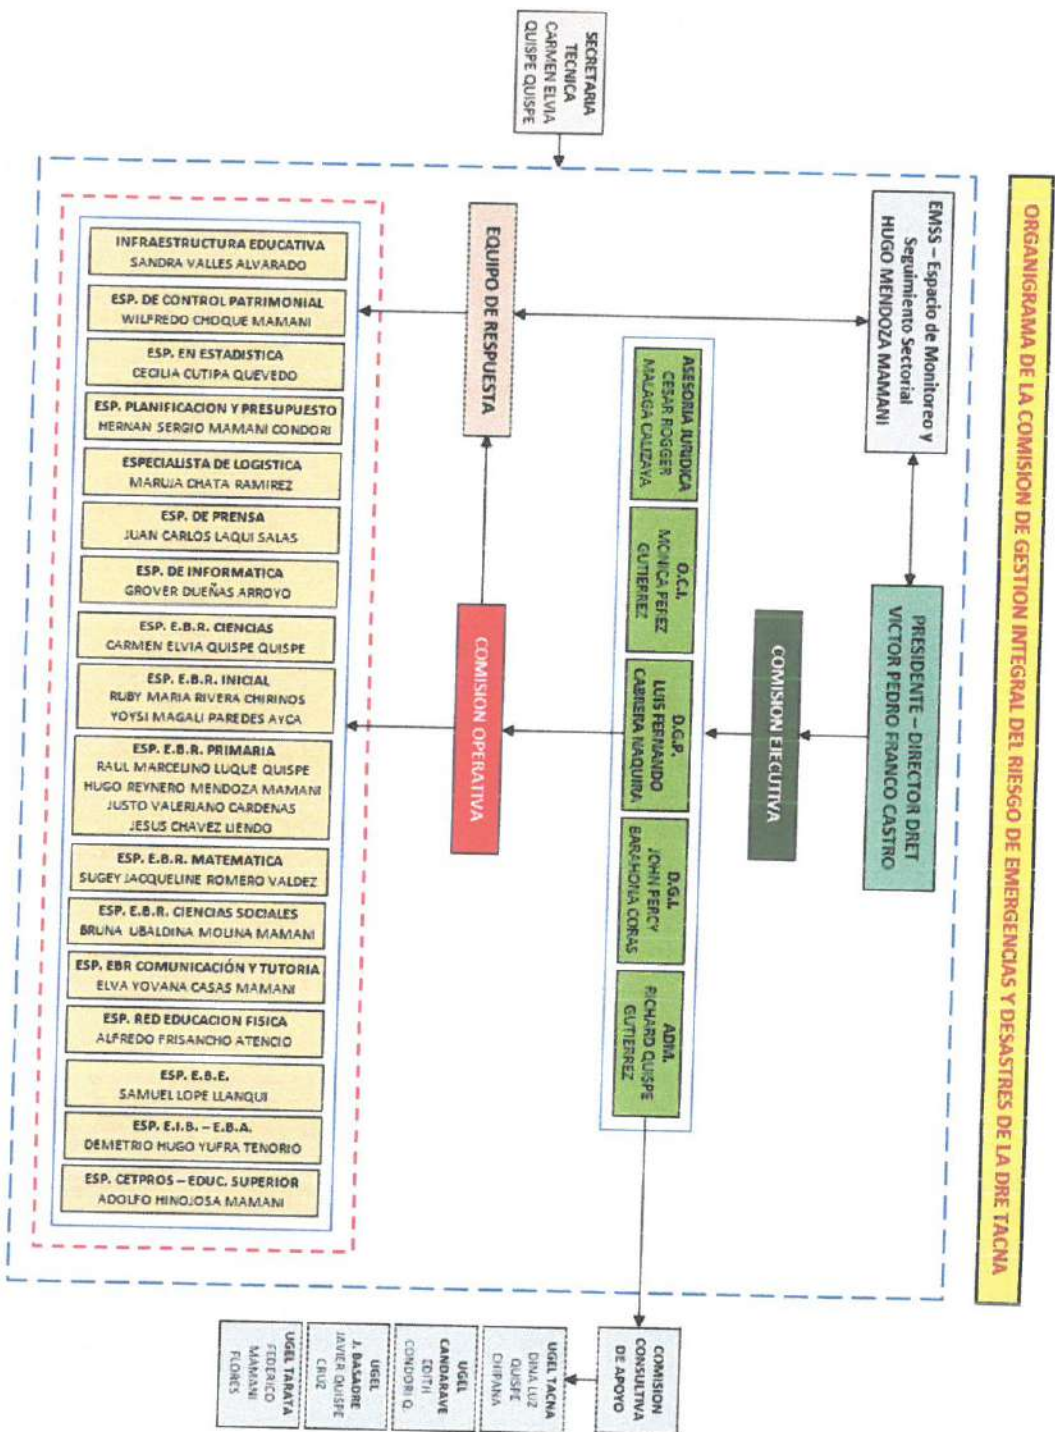 ORGANIGRAMA DE LA COMISION DE GESTION INTEGRAL DEL RIESGO DE EMERGENCIAS Y DESASTRES DE LA DRE TACNA
SECRETARIA
TECNICA
CARMEN ELVIA
QUISPE QUISPE
EMSS – Espacio de Monitoreo y
Seguimiento Sectorial
HUGO MENDOZA MAMANI
PRESIDENTE – DIRECTOR DRET
VICTOR PEDRO FRANCO CASTRO
COMISION EJECUTIVA
ASESORIA JURIDICA
CESAR ROGGER
MALAGA CALIZAYA
O.C.I.
MONICA PEREZ
GUTIERREZ
D.G.P.
LUIS FERNANDO
CABRERA NAQUIRA
D.G.I.
JOHN PERCY
BARAHONA CORAS
ADM.
RICHARD QUISPE
GUTIERREZ
EQUIPO DE RESPUESTA
COMISION OPERATIVA
INFRAESTRUCTURA EDUCATIVA
SANDRA VALLES ALVARADO
ESP. DE CONTROL PATRIMONIAL
WILFREDO CHOQUE MAMANI
ESP. EN ESTADISTICA
CECILIA CUTIPA QUEVEDO
ESP. PLANIFICACION Y PRESUPUESTO
HERNAN SERGIO MAMANI CONDORI
ESPECIALISTA DE LOGISTICA
MARUJA CHATA RAMIREZ
ESP. DE PRENSA
JUAN CARLOS LAQUI SALAS
ESP. DE INFORMATICA
GROVER DUEÑAS ARROYO
ESP. E.B.R. CIENCIAS
CARMEN ELVIA QUISPE QUISPE
ESP. E.B.R. INICIAL
RUBY MARIA RIVERA CHIRINOS
YOYSI MAGALI PAREDES AYCA
ESP. E.B.R. PRIMARIA
RAUL MARCELINO LUQUE QUISPE
HUGO REYNERO MENDOZA MAMANI
JUSTO VALERIANO CARDENAS
JESUS CHAVEZ LIENDO
ESP. E.B.R. MATEMATICA
SUGEY JACQUELINE ROMERO VALDEZ
ESP. E.B.R. CIENCIAS SOCIALES
BRUNA UBALDINA MOLINA MAMANI
ESP. EBR COMUNICACIÓN Y TUTORIA
ELVA YOVANA CASAS MAMANI
ESP. RED EDUCACION FISICA
ALFREDO FRISANCHO ATENCIO
ESP. E.B.E.
SAMUEL LOPE LLANQUI
ESP. E.I.B. – E.B.A.
DEMETRIO HUGO YUFRA TENORIO
ESP. CETPROS – EDUC. SUPERIOR
ADOLFO HINOJOSA MAMANI
COMISION
CONSULTIVA
DE APOYO
UGEL TACNA
DINA LUZ
QUISPE
CHIPANA
UGEL
CANDARAVE
EDITH
CONDORI Q.
UGEL
J. BASADRE
JAVIER QUISPE
CRUZ
UGEL TARATA
FEDERICO
MAMANI
FLORES